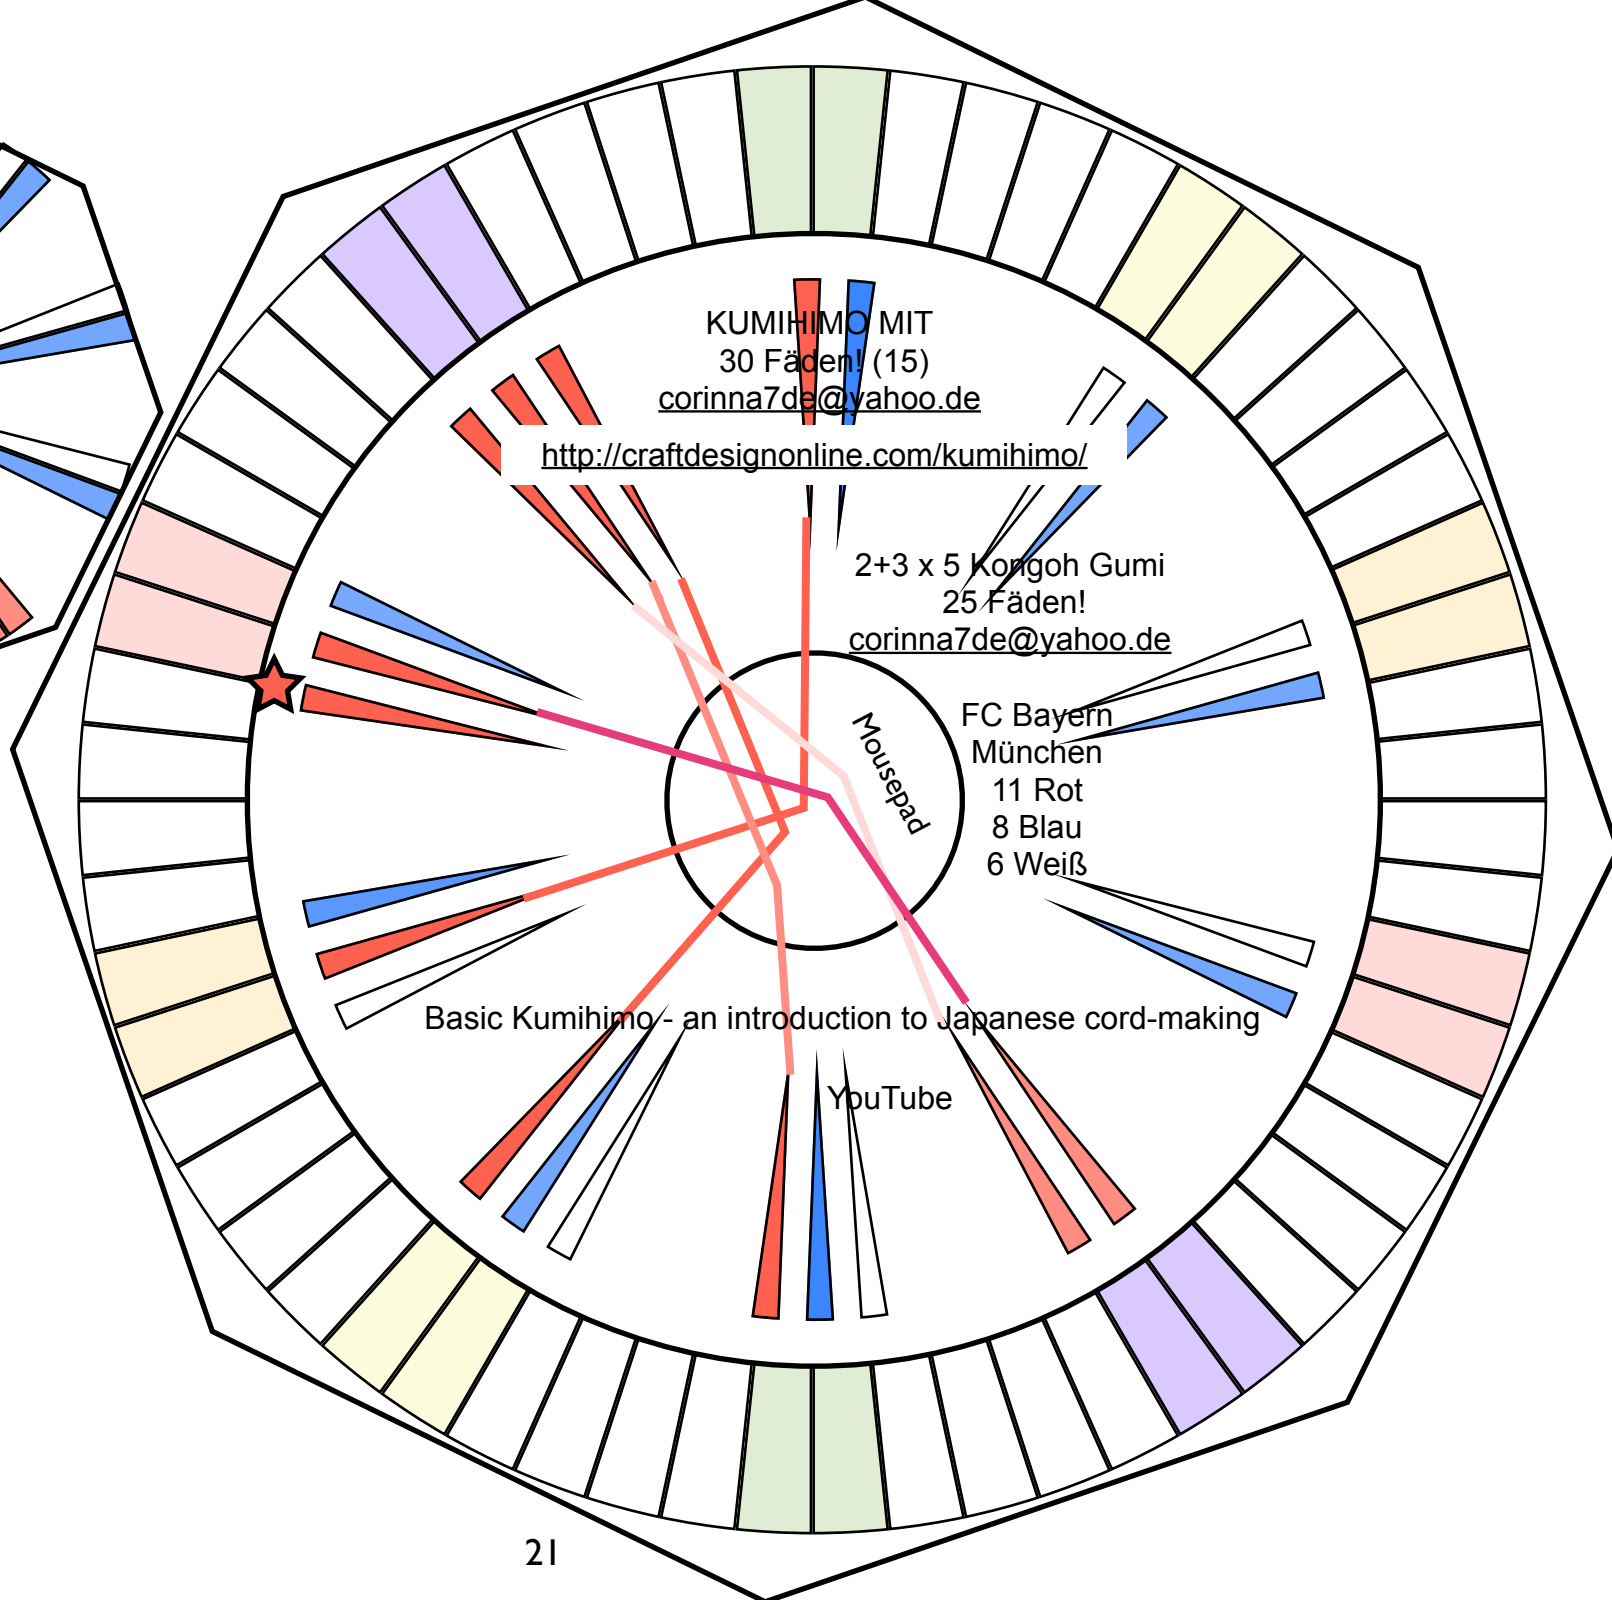 KUMIHIMO MIT
30 Fäden! (15)
corinna7de@yahoo.de
http://craftdesignonline.com/kumihimo/
2+3 x 5 Kongoh Gumi
25 Fäden!
corinna7de@yahoo.de
Mousepad
FC Bayern
München
11 Rot
8 Blau
6 Weiß
Basic Kumihimo - an introduction to Japanese cord-making
YouTube
21